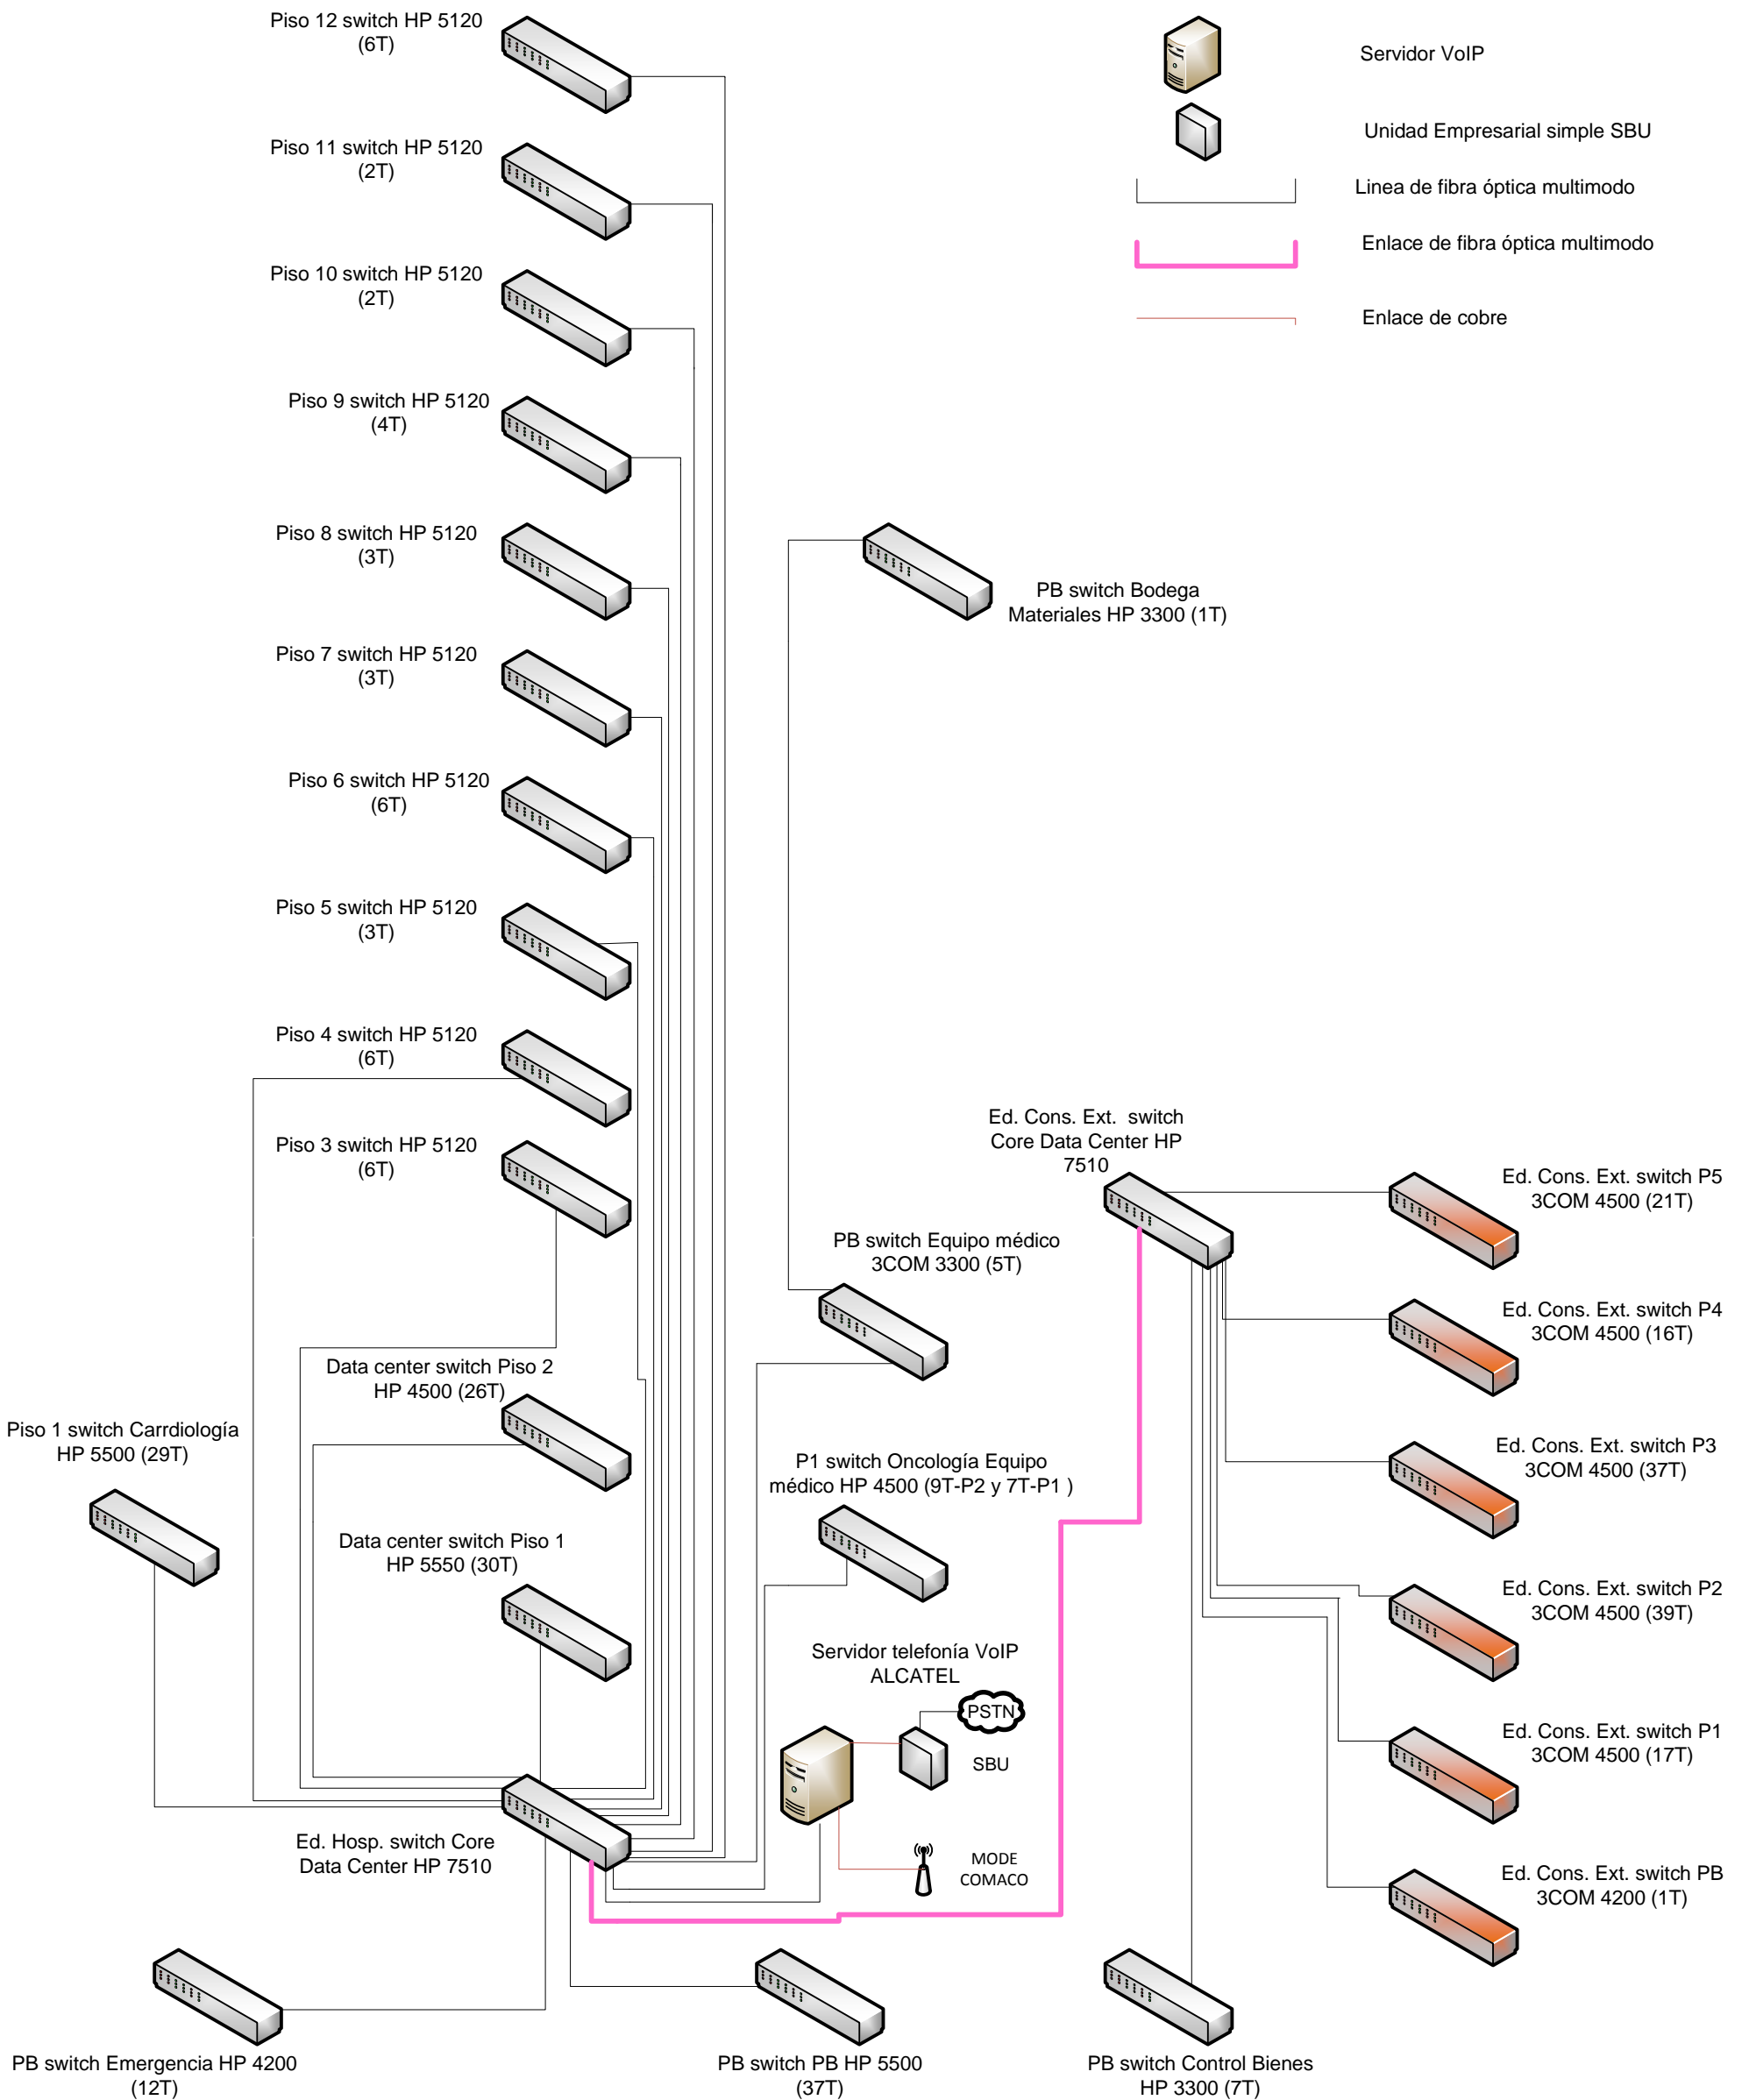 Piso 12 switch HP 5120
(6T)
Piso 11 switch HP 5120
(2T)
Piso 10 switch HP 5120
(2T)
Piso 9 switch HP 5120
(4T)
Piso 8 switch HP 5120
(3T)
Piso 7 switch HP 5120
(3T)
Piso 6 switch HP 5120
(6T)
Piso 5 switch HP 5120
(3T)
Piso 4 switch HP 5120
(6T)
Piso 3 switch HP 5120
(6T)
Data center switch Piso 2
HP 4500 (26T)
Piso 1 switch Carrdiología
HP 5500 (29T)
Data center switch Piso 1
HP 5550 (30T)
Ed. Hosp. switch Core
Data Center HP 7510
PB switch Emergencia HP 4200
(12T)
Servidor VoIP
Unidad Empresarial simple SBU
Linea de fibra óptica multimodo
Enlace de fibra óptica multimodo
Enlace de cobre
PB switch Bodega
Materiales HP 3300 (1T)
PB switch Equipo médico
3COM 3300 (5T)
P1 switch Oncología Equipo
médico HP 4500 (9T-P2 y 7T-P1 )
Servidor telefonía VoIP
ALCATEL
PSTN
SBU
MODE
COMACO
PB switch PB HP 5500
(37T)
Ed. Cons. Ext. switch
Core Data Center HP
7510
Ed. Cons. Ext. switch P5
3COM 4500 (21T)
Ed. Cons. Ext. switch P4
3COM 4500 (16T)
Ed. Cons. Ext. switch P3
3COM 4500 (37T)
Ed. Cons. Ext. switch P2
3COM 4500 (39T)
Ed. Cons. Ext. switch P1
3COM 4500 (17T)
Ed. Cons. Ext. switch PB
3COM 4200 (1T)
PB switch Control Bienes
HP 3300 (7T)